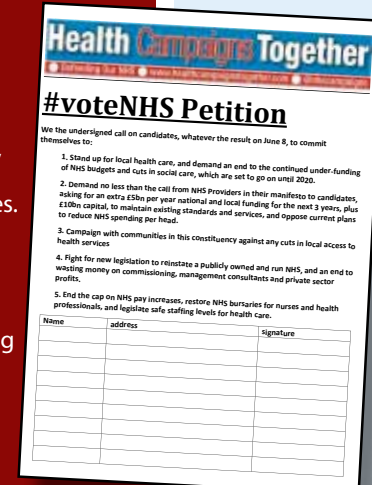 Health Campaigns Together
#voteNHS Petition
We the undersigned call on candidates, whatever the result on June 8, to commit
themselves to:
1. Stand up for local health care, and demand an end to the continued under-funding
of NHS budgets and cuts in social care, which are set to go on until 2020.
2. Demand no less than the call from NHS Providers in their manifesto to candidates,
asking for an extra £5bn per year national and local funding for the next 3 years, plus
£10bn capital, to maintain existing standards and services, and oppose current plans
to reduce NHS spending per head.
3. Campaign with communities in this constituency against any cuts in local access to
health services
4. Fight for new legislation to reinstate a publicly owned and run NHS, and an end to
wasting money on commissioning, management consultants and private sector
profits.
5. End the cap on NHS pay increases, restore NHS bursaries for nurses and health
professionals, and legislate safe staffing levels for health care.
Name address signature
es.
g